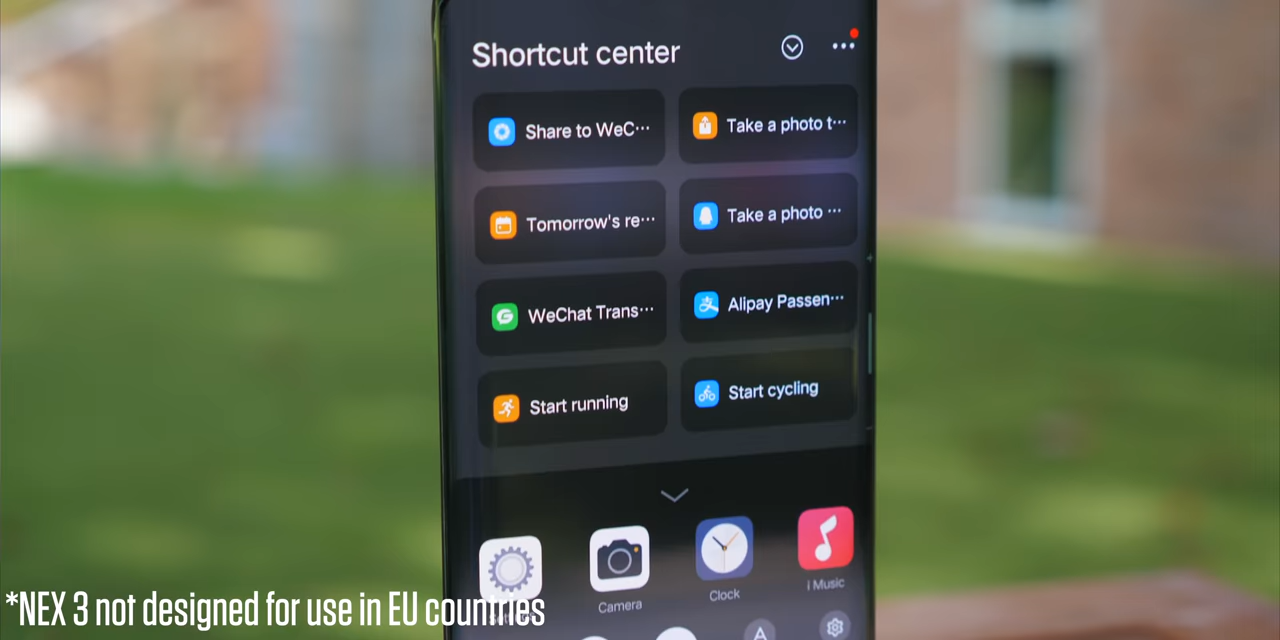 Shortcut center
Share to WeC···
Take a photo t···
Tomorrow's re···
Take a photo ···
WeChat Trans···
Alipay Passen···
Start running
Start cycling
Camera
Clock
i Music
A
*NEX 3 not designed for use in EU countries